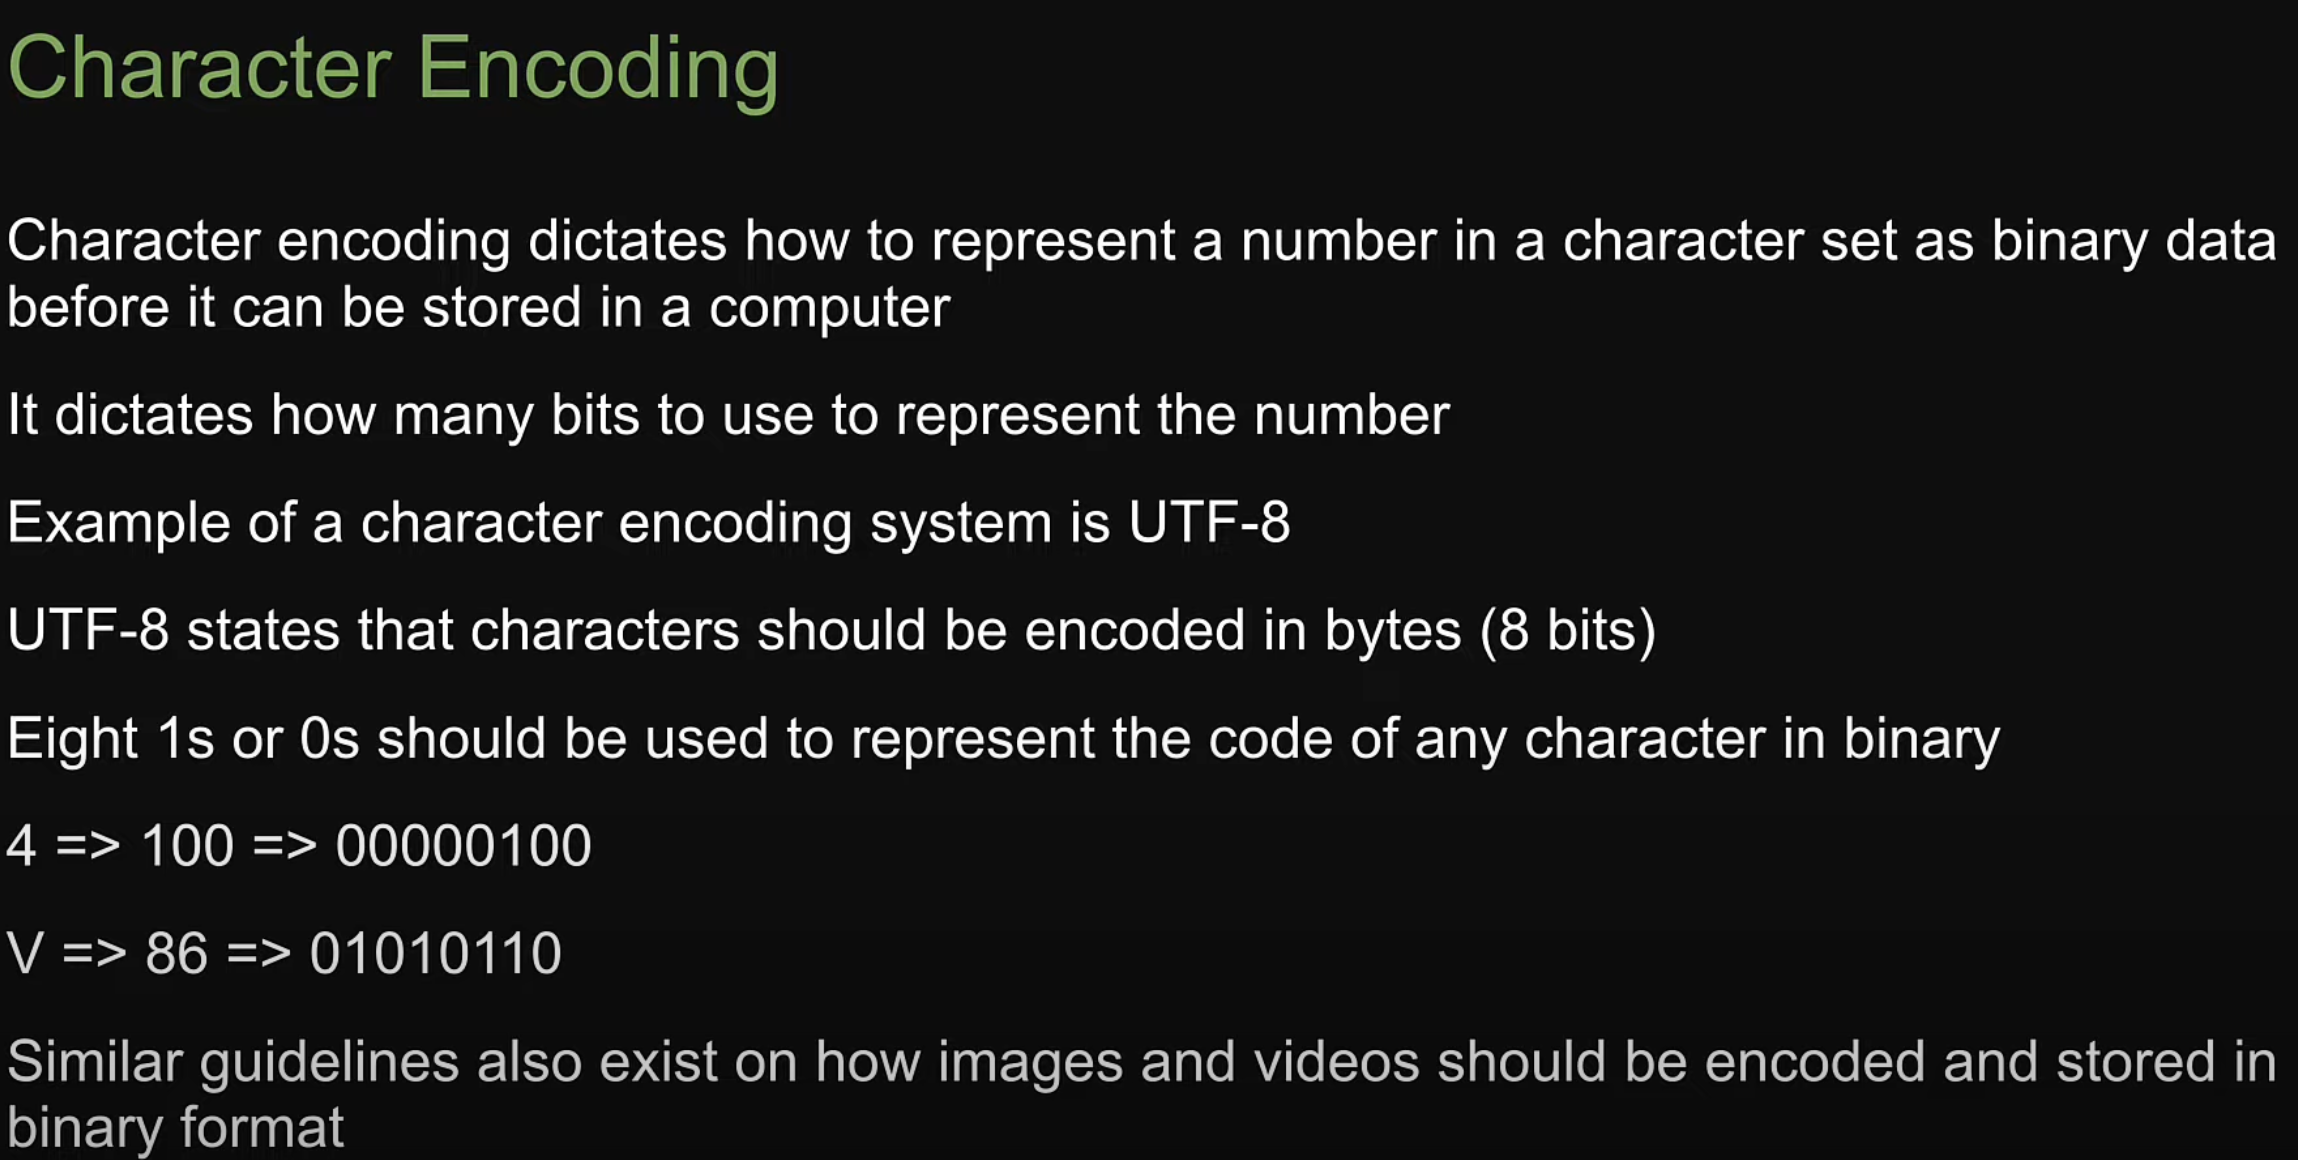 Character Encoding
Character encoding dictates how to represent a number in a character set as binary data
before it can be stored in a computer
It dictates how many bits to use to represent the number
Example of a character encoding system is UTF-8
UTF-8 states that characters should be encoded in bytes (8 bits)
Eight 1s or 0s should be used to represent the code of any character in binary
4 => 100 => 00000100
V => 86 => 01010110
Similar guidelines also exist on how images and videos should be encoded and stored in
binary format